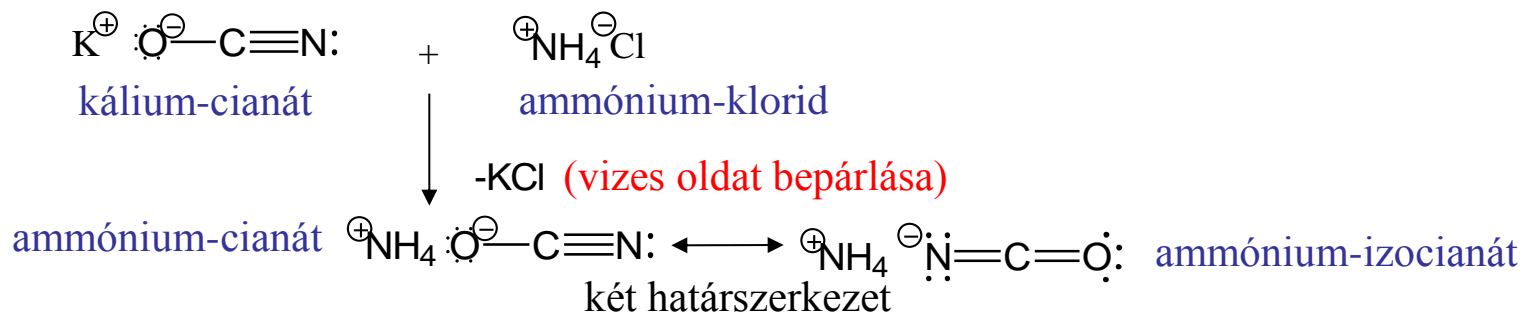 K⊕ ⊖O—C≡N: + ⊕NH₄ ⊖Cl
kálium-cianát ammónium-klorid
-KCl (vizes oldat bepárlása)
ammónium-cianát ⊕NH₄ ⊖O—C≡N: ⟷ ⊕NH₄ ⊖N=C=O: ammónium-izocianát
két határszerkezet